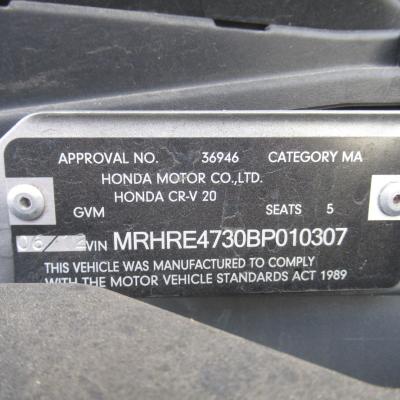 APPROVAL NO. 36946 CATEGORY MA
HONDA MOTOR CO.,LTD.
HONDA CR-V 20
GVM SEATS 5
06/ VIN MRHRE4730BP010307
THIS VEHICLE WAS MANUFACTURED TO COMPLY
WITH THE MOTOR VEHICLE STANDARDS ACT 1989